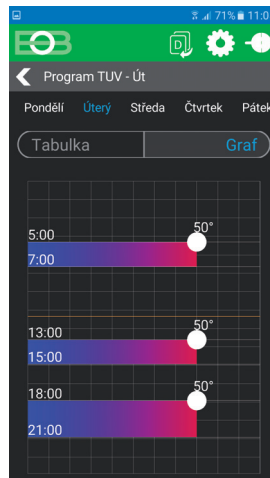 71% 11:0
EOB
D
Program TUV - Út
Pondělí Úterý Středa Čtvrtek Pátek
Tabulka Graf
50°
5:00
7:00
50°
13:00
15:00
50°
18:00
21:00